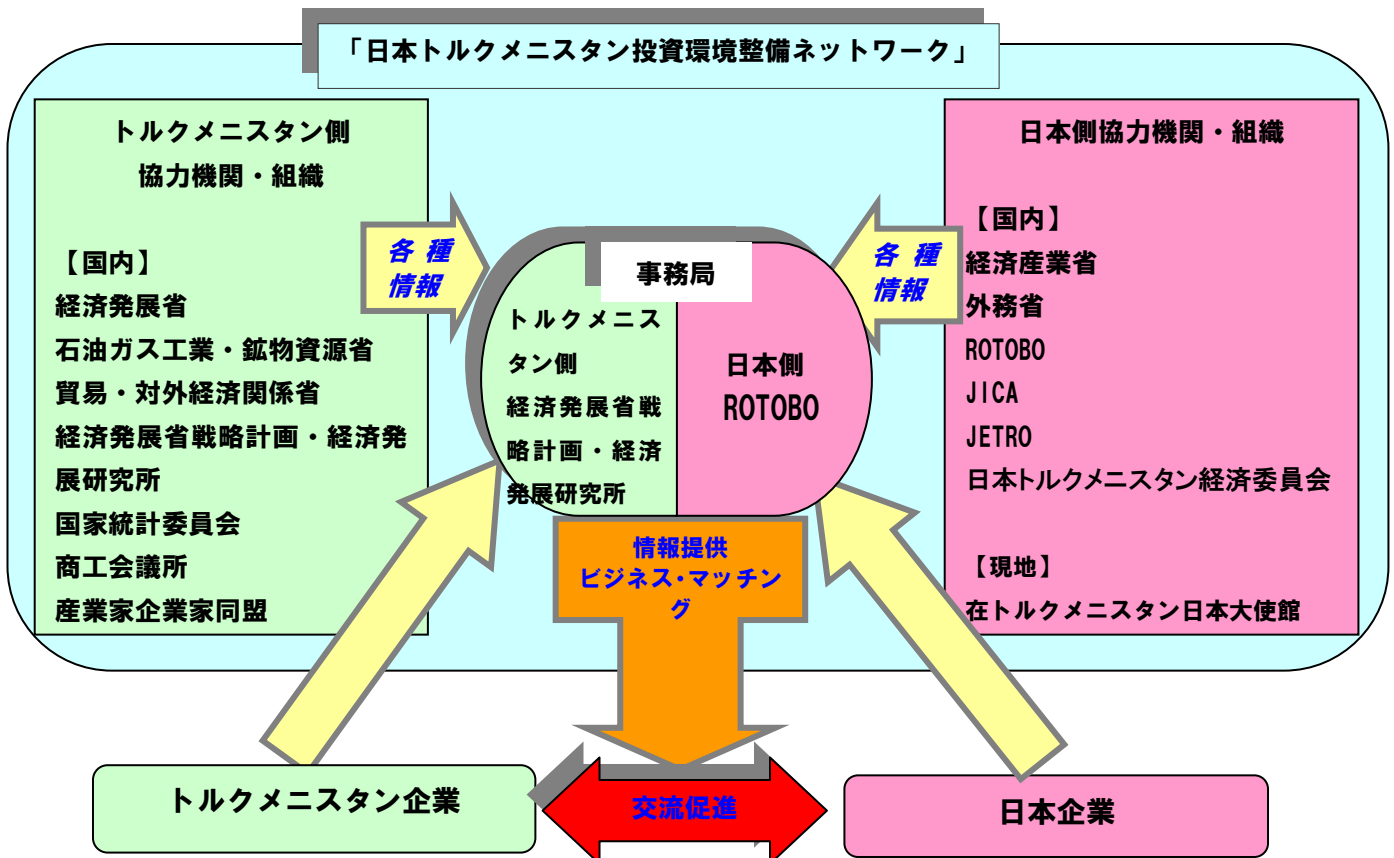 「日本トルクメニスタン投資環境整備ネットワーク」
トルクメニスタン側
協力機関・組織
【国内】
経済発展省
石油ガス工業・鉱物資源省
貿易・対外経済関係省
経済発展省戦略計画・経済発
展研究所
国家統計委員会
商工会議所
産業家企業家同盟
各種
情報
事務局
トルクメニス
タン側
経済発展省戦
略計画・経済
発展研究所
日本側
ROTOBO
各種
情報
日本側協力機関・組織
【国内】
経済産業省
外務省
ROTOBO
JICA
JETRO
日本トルクメニスタン経済委員会
【現地】
在トルクメニスタン日本大使館
情報提供
ビジネス・マッチン
グ
トルクメニスタン企業
交流促進
日本企業